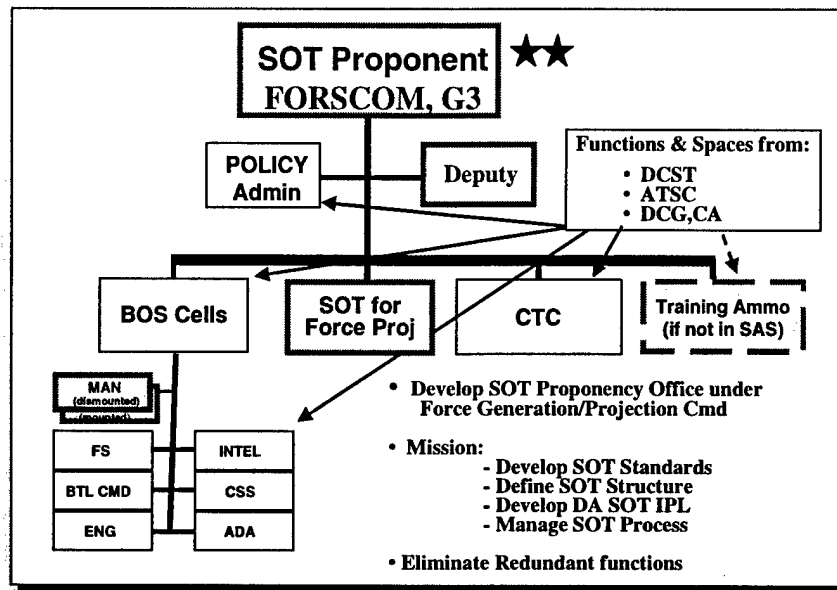 SOT Proponent
FORSCOM, G3
POLICY
Admin
Deputy
Functions & Spaces from:
• DCST
• ATSC
• DCG,CA
BOS Cells
SOT for
Force Proj
CTC
Training Ammo
(if not in SAS)
MAN
(dismounted)
(mounted)
FS
INTEL
BTL CMD
CSS
ENG
ADA
• Develop SOT Proponency Office under
Force Generation/Projection Cmd
• Mission:
- Develop SOT Standards
- Define SOT Structure
- Develop DA SOT IPL
- Manage SOT Process
• Eliminate Redundant functions